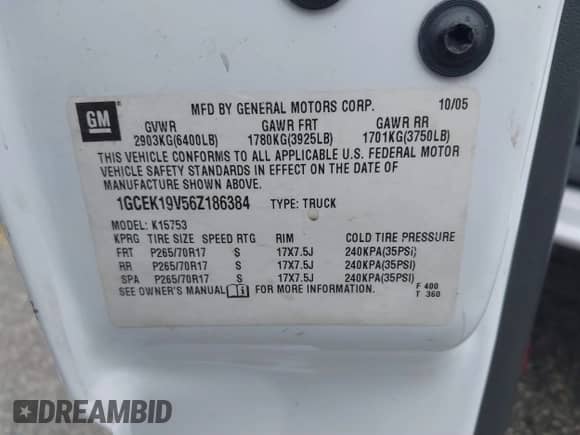 GM
MFD BY GENERAL MOTORS CORP. 10/05
GVWR GAWR FRT GAWR RR
2903KG(6400LB) 1780KG(3925LB) 1701KG(3750LB)
THIS VEHICLE CONFORMS TO ALL APPLICABLE U.S. FEDERAL MOTOR
VEHICLE SAFETY STANDARDS IN EFFECT ON THE DATE OF
MANUFACTURE SHOWN ABOVE.
1GCEK19V56Z186384 TYPE: TRUCK
MODEL: K15753
KPRG TIRE SIZE SPEED RTG RIM COLD TIRE PRESSURE
FRT P265/70R17 S 17X7.5J 240KPA(35PSI)
RR P265/70R17 S 17X7.5J 240KPA(35PSI)
SPA P265/70R17 S 17X7.5J 240KPA(35PSI)
SEE OWNER'S MANUAL i FOR MORE INFORMATION. F 400
T 360
DREAMBID